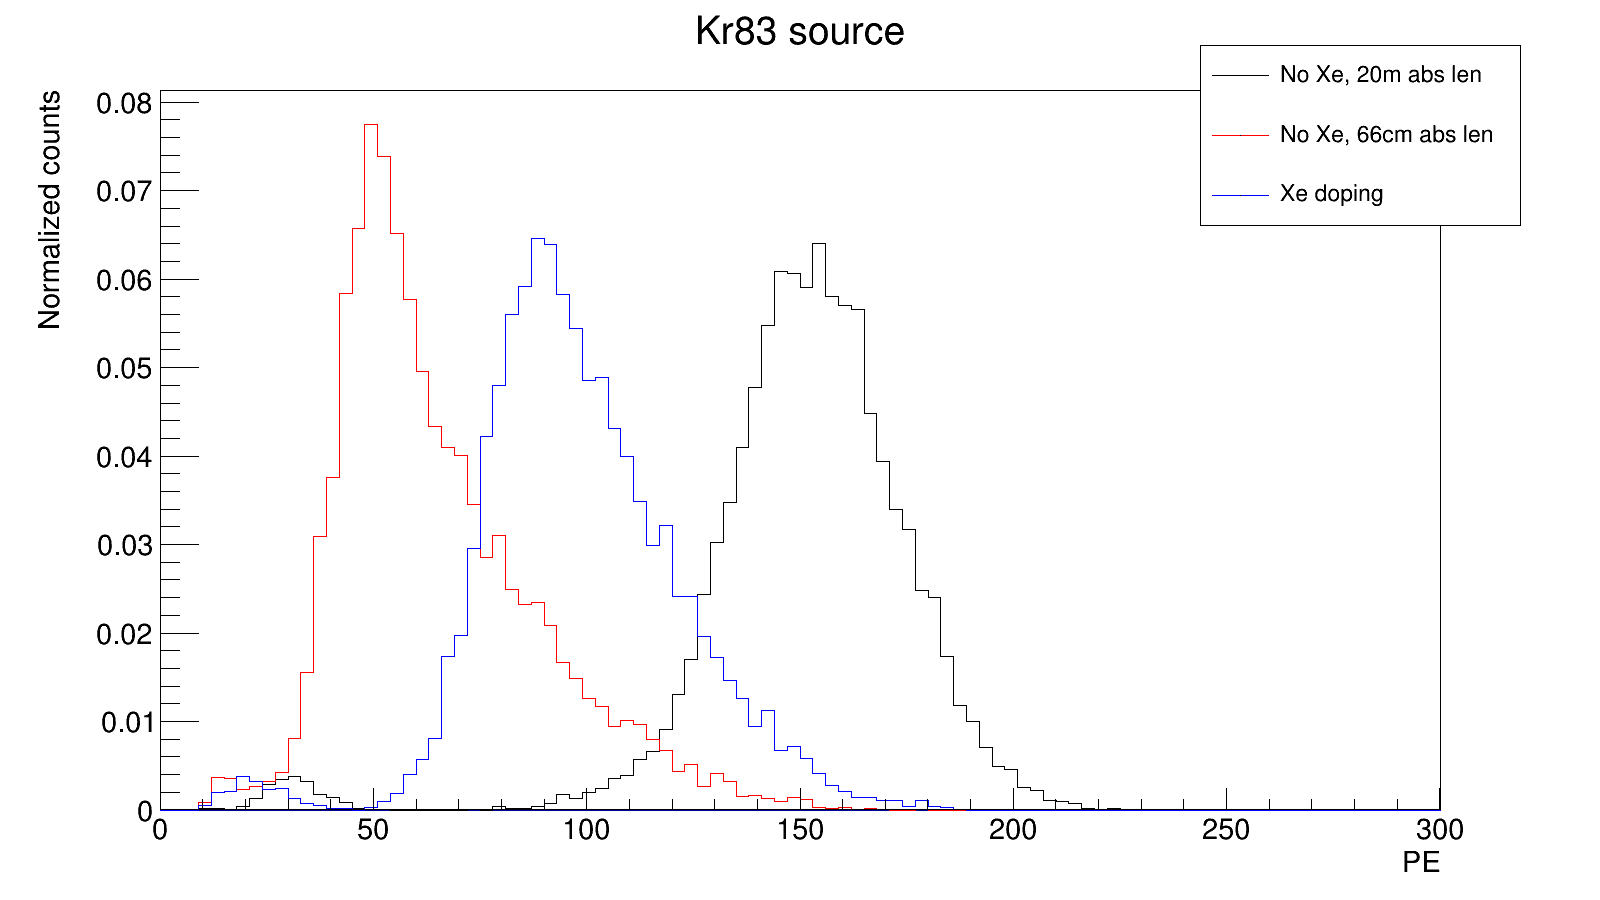 Kr83 source
No Xe, 20m abs len
No Xe, 66cm abs len
Xe doping
Normalized counts
0.08
0.07
0.06
0.05
0.04
0.03
0.02
0.01
0
0 50 100 150 200 250 300
PE